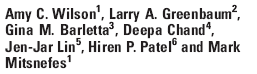 Amy C. Wilson¹, Larry A. Greenbaum²,
Gina M. Barletta³, Deepa Chand⁴,
Jen-Jar Lin⁵, Hiren P. Patel⁶ and Mark
Mitsnefes¹